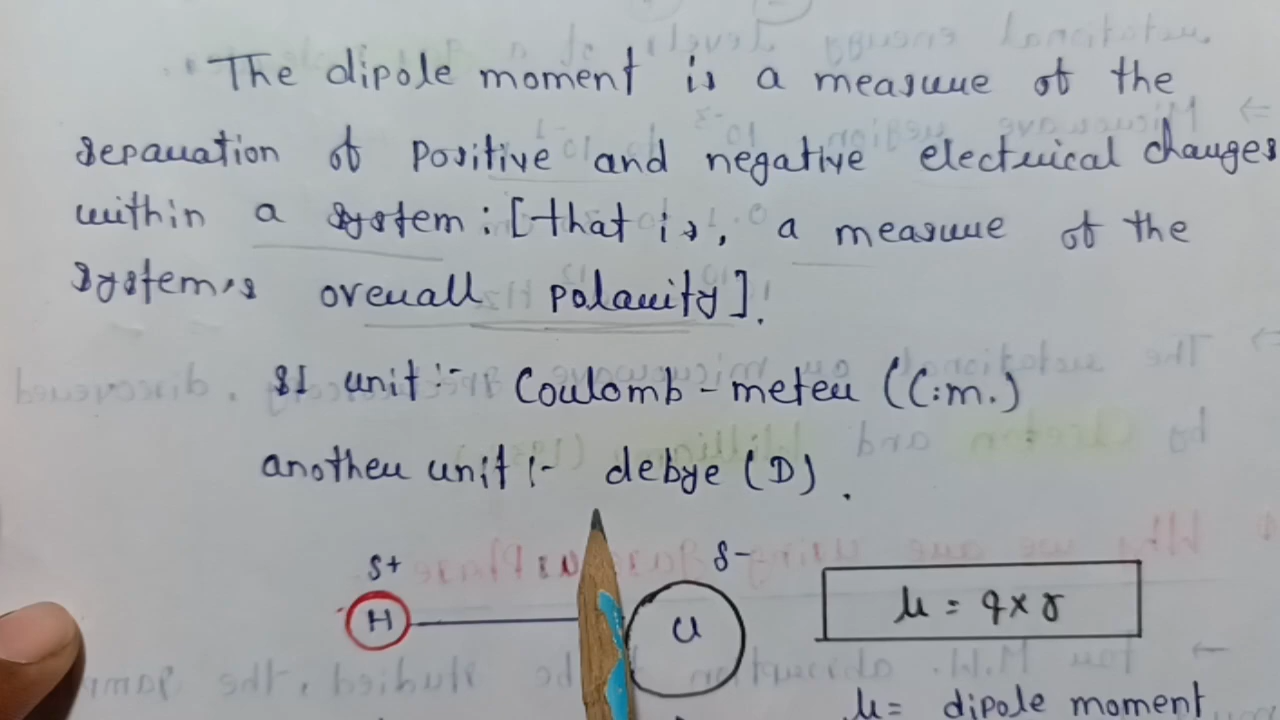 The dipole moment is a measure of the
separation of positive and negative electrical charges
within a system : [that is, a measure of the
system's overall polarity].
SI unit :- Coulomb - meter (C.m.)
another unit :- debye (D).
δ+ δ-
H Cl
μ = q × r
μ = dipole moment